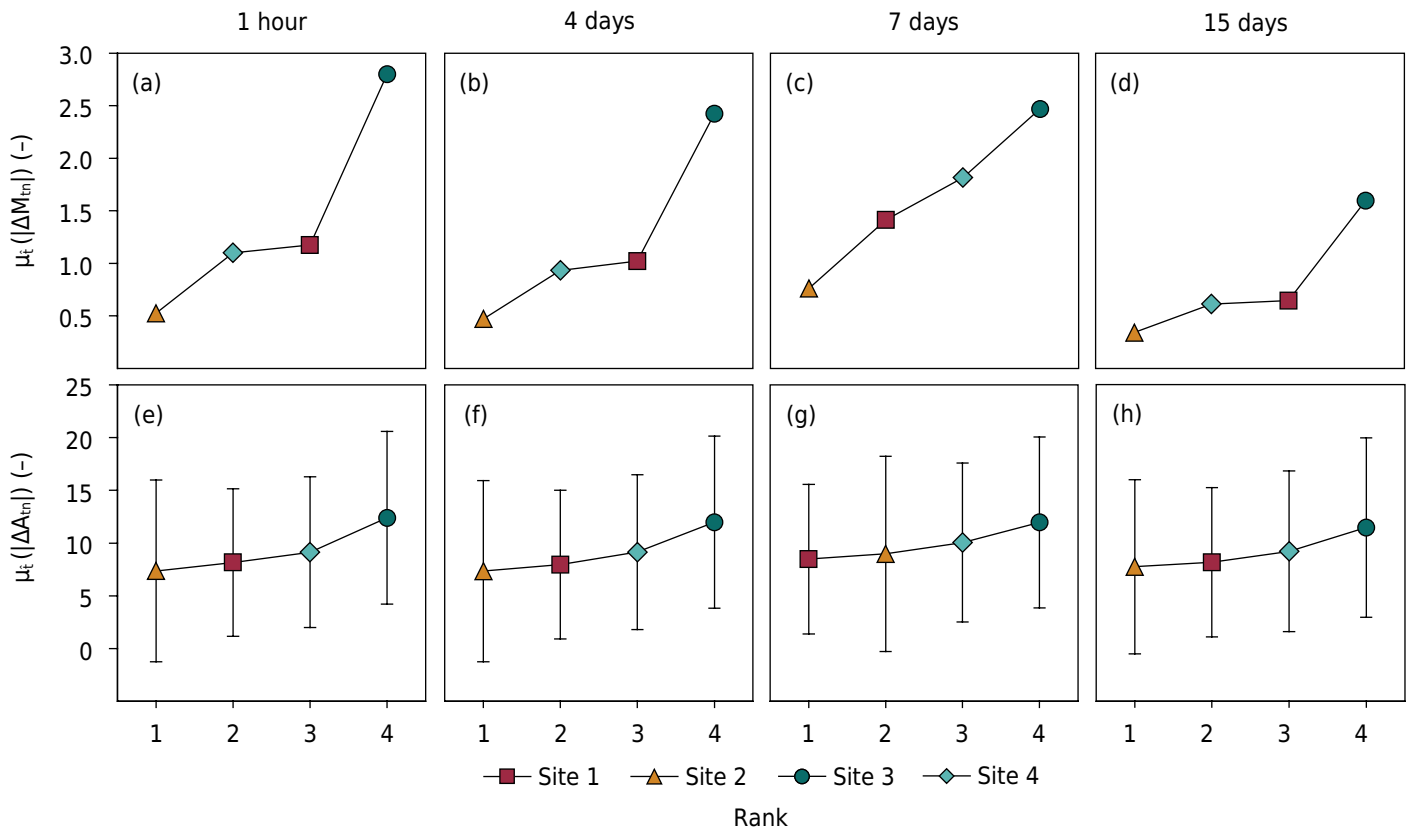 1 hour 4 days 7 days 15 days
μt̂ (|ΔMtn|) (–)
3.0
2.5
2.0
1.5
1.0
0.5
(a) (b) (c) (d)
μt̂ (|ΔAtn|) (–)
25
20
15
10
5
0
(e) (f) (g) (h)
1 2 3 4 1 2 3 4 1 2 3 4 1 2 3 4
Site 1 Site 2 Site 3 Site 4
Rank